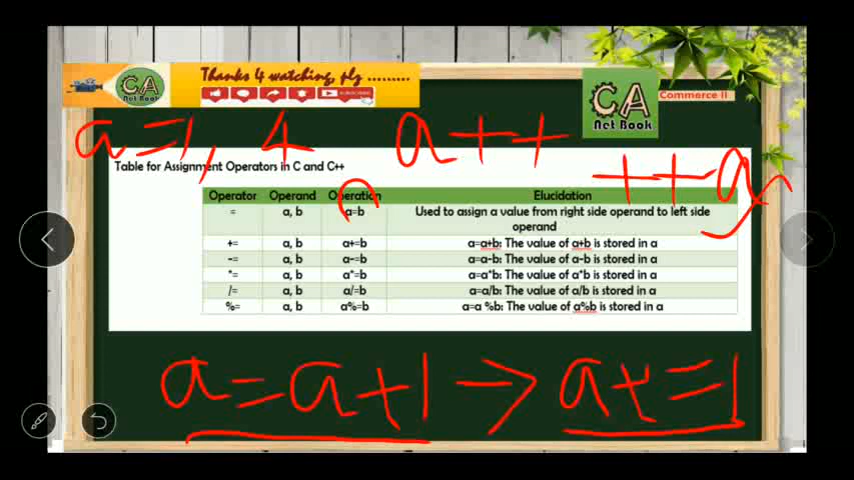 Thanks 4 watching, plz .........
SUBSCRIBE
CA
Net Book
CA
Net Book
Commerce II
a=1, 4
a++
++a
Table for Assignment Operators in C and C++
Operator Operand Operation Elucidation
= a, b a=b Used to assign a value from right side operand to left side
operand
+= a, b a+=b a=a+b: The value of a+b is stored in a
-= a, b a-=b a=a-b: The value of a-b is stored in a
*= a, b a*=b a=a*b: The value of a*b is stored in a
/= a, b a/=b a=a/b: The value of a/b is stored in a
%= a, b a%=b a=a %b: The value of a%b is stored in a
a=a+1 → a+=1